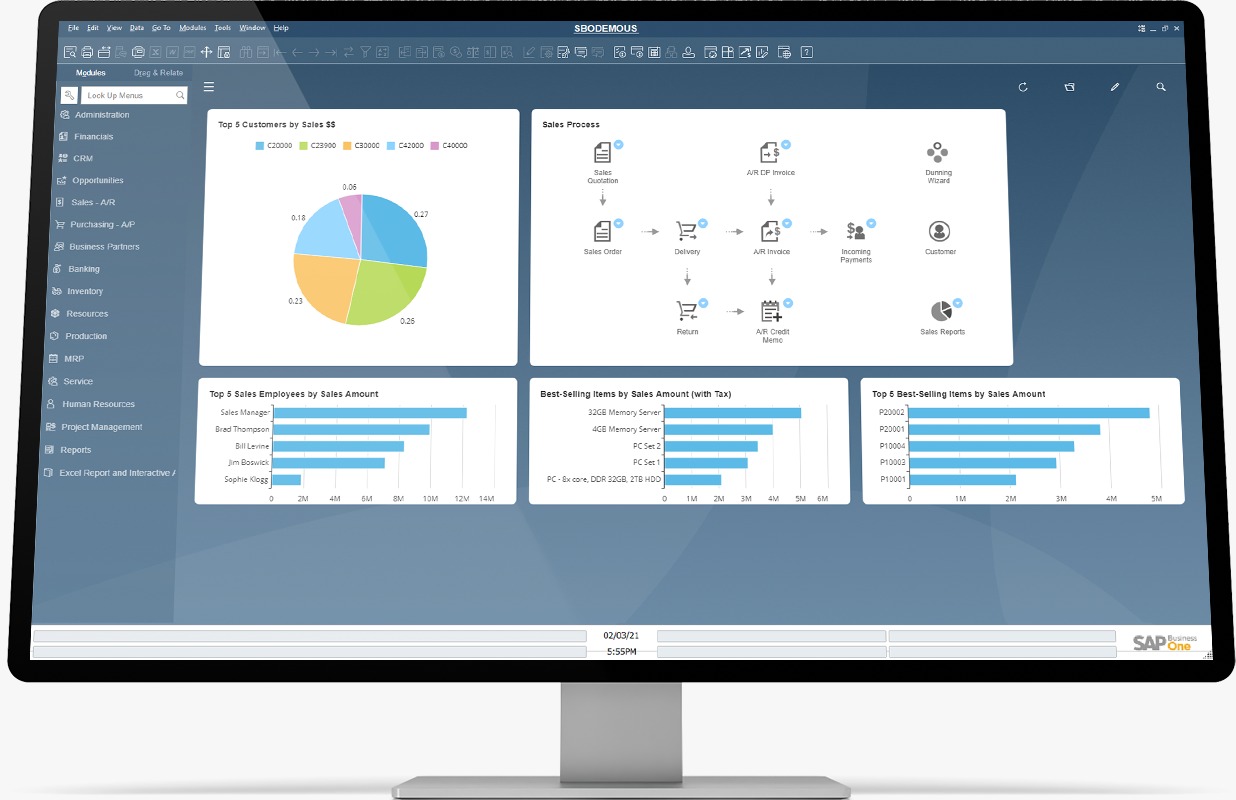 File Edit View Data Go To Modules Tools Window Help
SBODEMOUS
Modules Drag & Relate
Look Up Menus
Administration
Financials
CRM
Opportunities
Sales - A/R
Purchasing - A/P
Business Partners
Banking
Inventory
Resources
Production
MRP
Service
Human Resources
Project Management
Reports
Excel Report and Interactive A
Top 5 Customers by Sales $$
C20000 C23900 C30000 C42000 C40000
0.06
0.18
0.27
0.23
0.26
Sales Process
Sales
Quotation
A/R DP Invoice
Dunning
Wizard
Sales Order
Delivery
A/R Invoice
Incoming
Payments
Customer
Return
A/R Credit
Memo
Sales Reports
Top 5 Sales Employees by Sales Amount
Sales Manager
Brad Thompson
Bill Levine
Jim Boswick
Sophie Klogg
0 2M 4M 6M 8M 10M 12M 14M
Best-Selling Items by Sales Amount (with Tax)
32GB Memory Server
4GB Memory Server
PC Set 2
PC Set 1
PC - 8x core, DDR 32GB, 2TB HDD
0 1M 2M 3M 4M 5M 6M
Top 5 Best-Selling Items by Sales Amount
P20002
P20001
P10004
P10003
P10001
0 1M 2M 3M 4M 5M
02/03/21
5:55PM
SAP Business
One